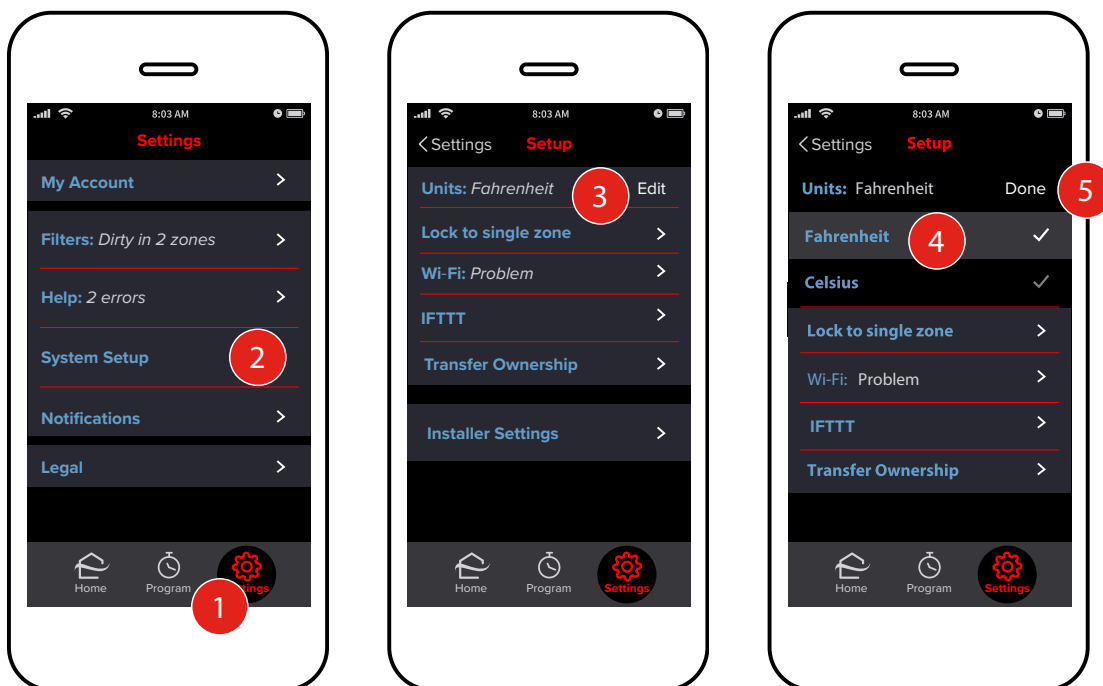 8:03 AM
Settings
My Account
Filters: Dirty in 2 zones
Help: 2 errors
System Setup
2
Notifications
Legal
Home
Program
Settings
1
8:03 AM
Settings
Setup
Units: Fahrenheit
3
Edit
Lock to single zone
Wi-Fi: Problem
IFTTT
Transfer Ownership
Installer Settings
Home
Program
Settings
8:03 AM
Settings
Setup
Units: Fahrenheit
Done
5
Fahrenheit
4
Celsius
Lock to single zone
Wi-Fi: Problem
IFTTT
Transfer Ownership
Home
Program
Settings